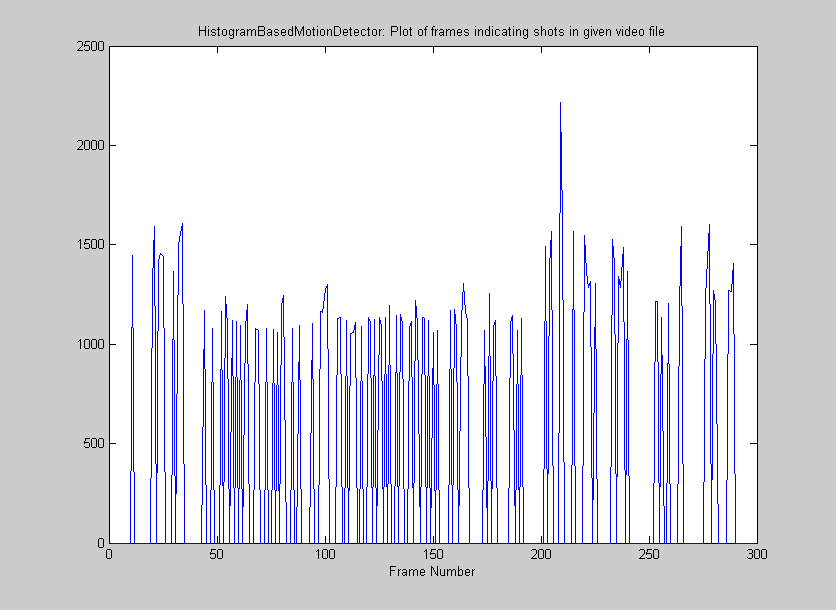 HistogramBasedMotionDetector: Plot of frames indicating shots in given video file
2500
2000
1500
1000
500
0
0 50 100 150 200 250 300
Frame Number